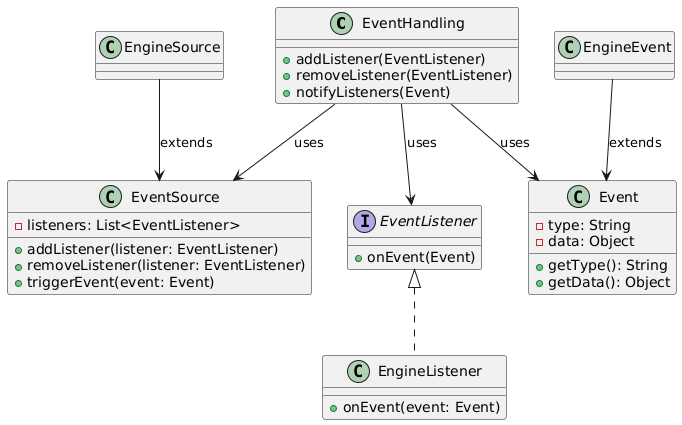 C EventHandling
addListener(EventListener)
removeListener(EventListener)
notifyListeners(Event)
C EngineSource
C EngineEvent
extends
uses
uses
uses
extends
C EventSource
listeners: List<EventListener>
addListener(listener: EventListener)
removeListener(listener: EventListener)
triggerEvent(event: Event)
I EventListener
onEvent(Event)
C Event
type: String
data: Object
getType(): String
getData(): Object
C EngineListener
onEvent(event: Event)